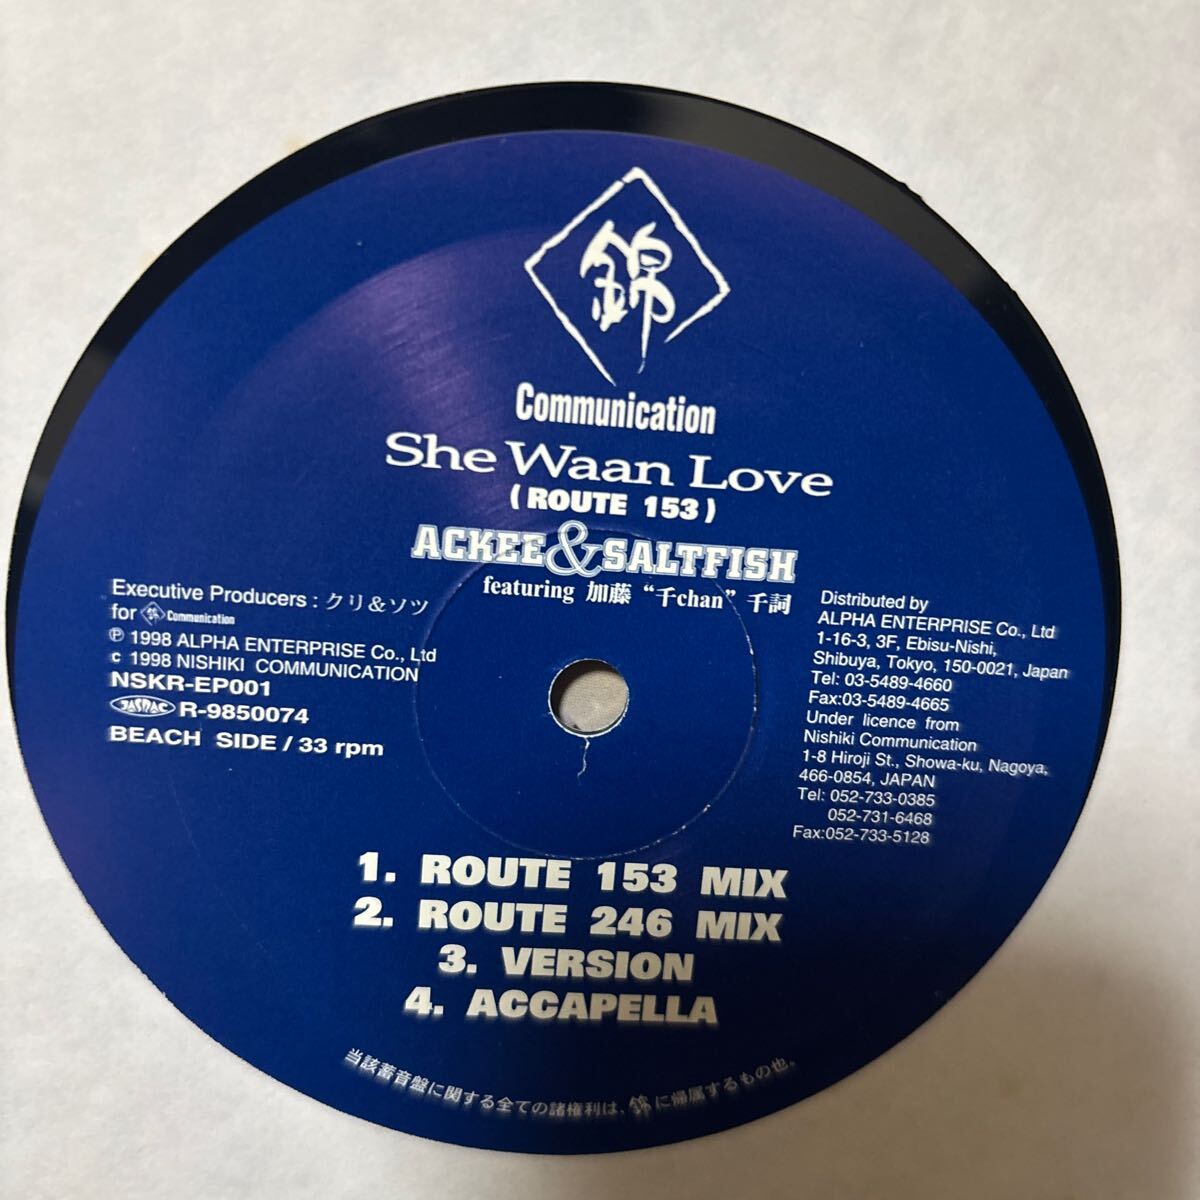 錦
Communication
She Waan Love
(ROUTE 153)
ACKEE&SALTFISH
featuring 加藤 “千chan” 千詞
Executive Producers : クリ&ソツ
for 錦 Communication
℗ 1998 ALPHA ENTERPRISE Co., Ltd
c 1998 NISHIKI COMMUNICATION
NSKR-EP001
JASRAC R-9850074
BEACH SIDE / 33 rpm
Distributed by
ALPHA ENTERPRISE Co., Ltd
1-16-3, 3F, Ebisu-Nishi,
Shibuya, Tokyo, 150-0021, Japan
Tel: 03-5489-4660
Fax:03-5489-4665
Under licence from
Nishiki Communication
1-8 Hiroji St., Showa-ku, Nagoya,
466-0854, JAPAN
Tel: 052-733-0385
052-731-6468
Fax:052-733-5128
1. ROUTE 153 MIX
2. ROUTE 246 MIX
3. VERSION
4. ACCAPELLA
当該蓄音盤に関する全ての諸権利は、錦に帰属するもの也。